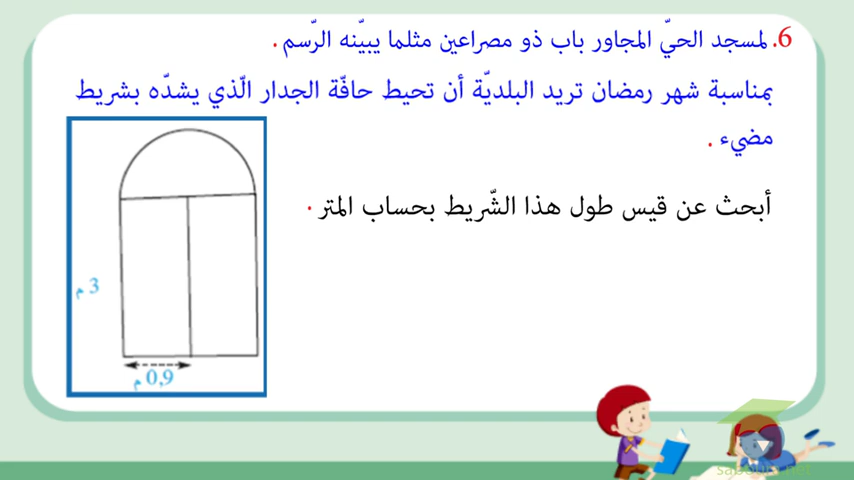 6. لمسجد الحيّ المجاور باب ذو مصراعين مثلما يبيّنه الرّسم .
بمناسبة شهر رمضان تريد البلديّة أن تحيط حافّة الجدار الّذي يشدّه بشريط
مضيء .
أبحث عن قيس طول هذا الشّريط بحساب المتر .
3 م
0,9 م